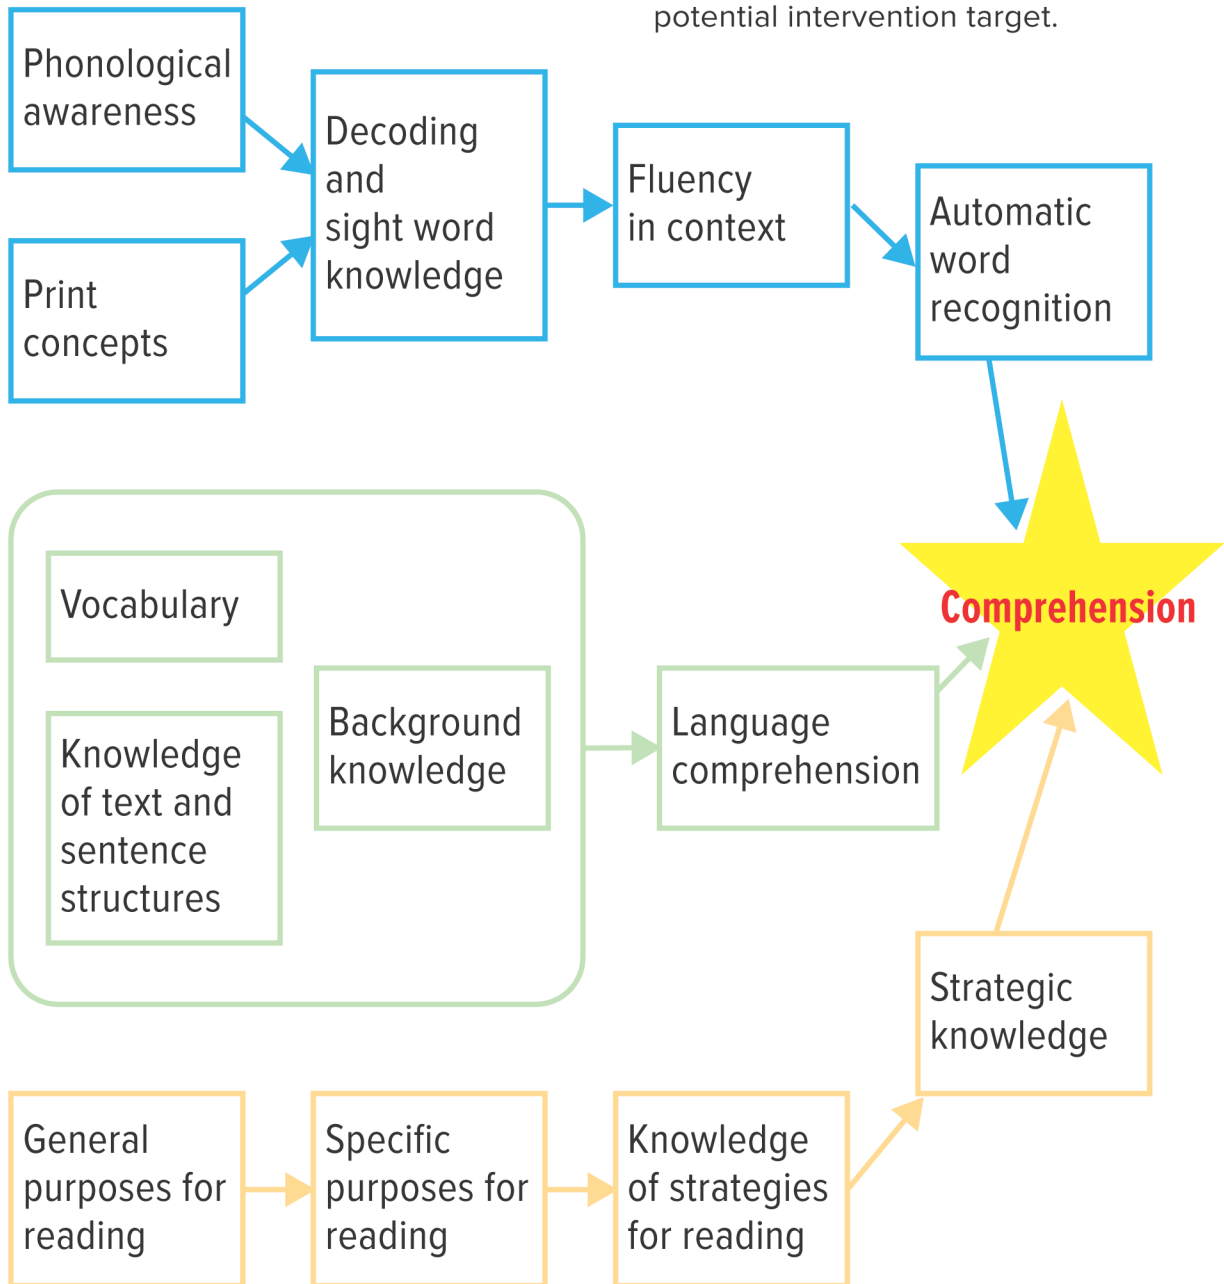 potential intervention target.
Phonological
awareness
Print
concepts
Decoding
and
sight word
knowledge
Fluency
in context
Automatic
word
recognition
Vocabulary
Knowledge
of text and
sentence
structures
Background
knowledge
Language
comprehension
Comprehension
General
purposes for
reading
Specific
purposes for
reading
Knowledge
of strategies
for reading
Strategic
knowledge